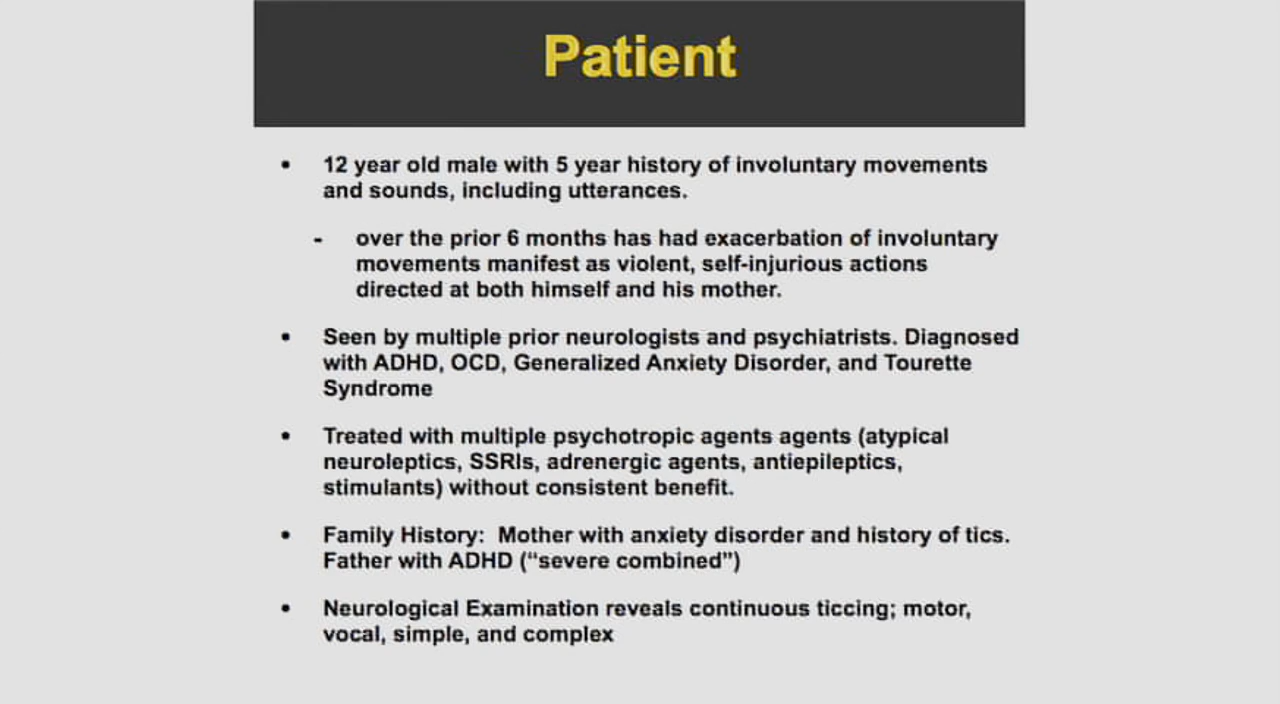 Patient
• 12 year old male with 5 year history of involuntary movements
and sounds, including utterances.
- over the prior 6 months has had exacerbation of involuntary
movements manifest as violent, self-injurious actions
directed at both himself and his mother.
• Seen by multiple prior neurologists and psychiatrists. Diagnosed
with ADHD, OCD, Generalized Anxiety Disorder, and Tourette
Syndrome
• Treated with multiple psychotropic agents agents (atypical
neuroleptics, SSRIs, adrenergic agents, antiepileptics,
stimulants) without consistent benefit.
• Family History:  Mother with anxiety disorder and history of tics.
Father with ADHD (“severe combined”)
• Neurological Examination reveals continuous ticcing; motor,
vocal, simple, and complex